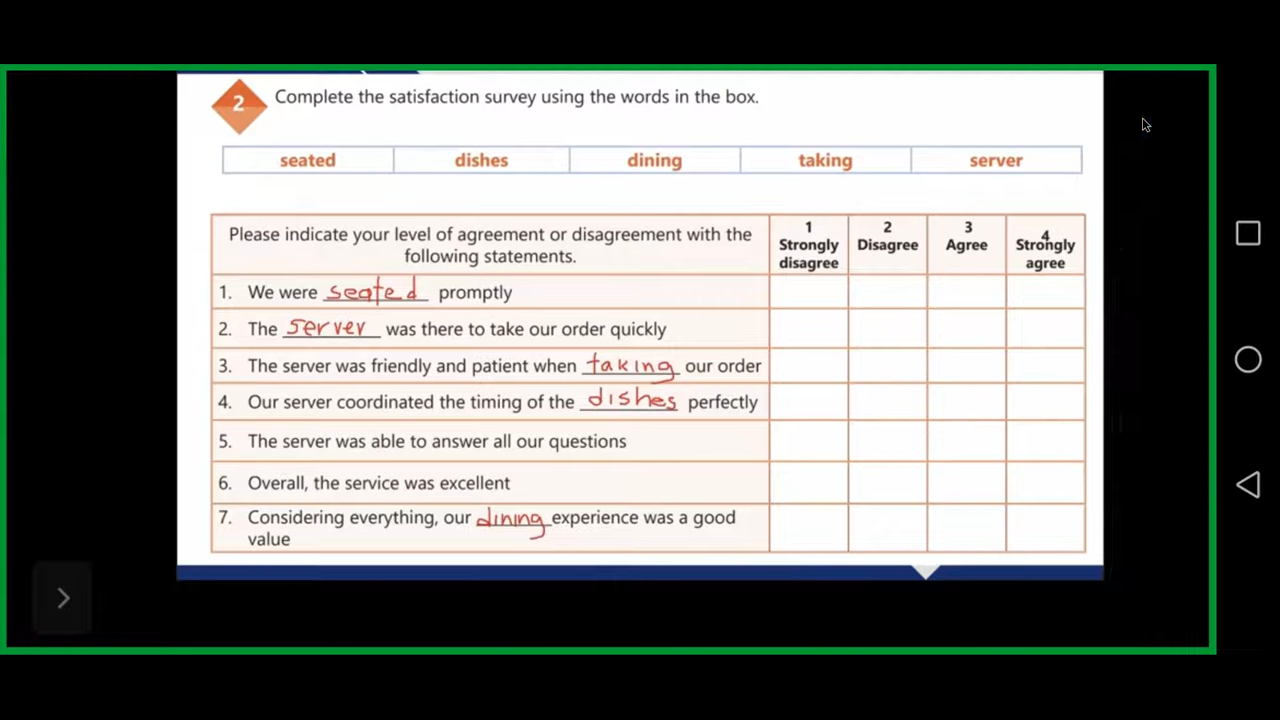 2 Complete the satisfaction survey using the words in the box.
seated dishes dining taking server
Please indicate your level of agreement or disagreement with the
following statements.
1
Strongly
disagree
2
Disagree
3
Agree
4
Strongly
agree
1. We were seated promptly
2. The server was there to take our order quickly
3. The server was friendly and patient when taking our order
4. Our server coordinated the timing of the dishes perfectly
5. The server was able to answer all our questions
6. Overall, the service was excellent
7. Considering everything, our dining experience was a good
value